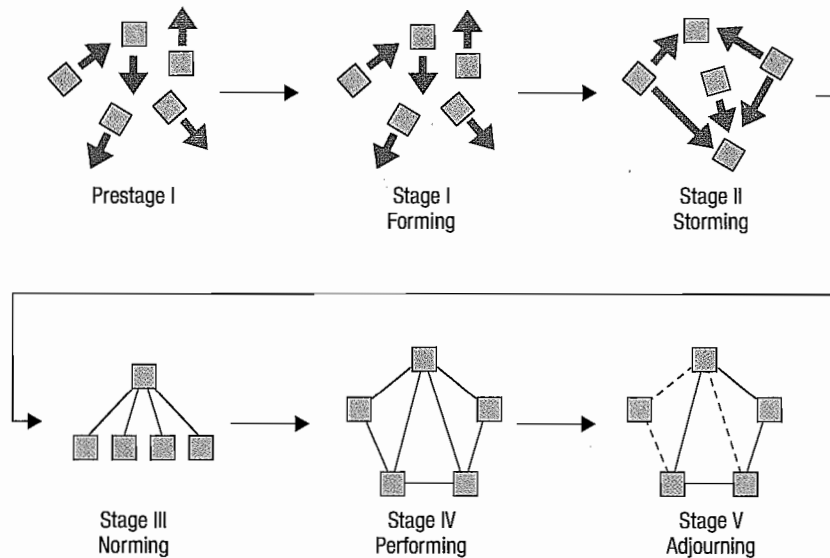 Prestage I
Stage I
Forming
Stage II
Storming
Stage III
Norming
Stage IV
Performing
Stage V
Adjourning